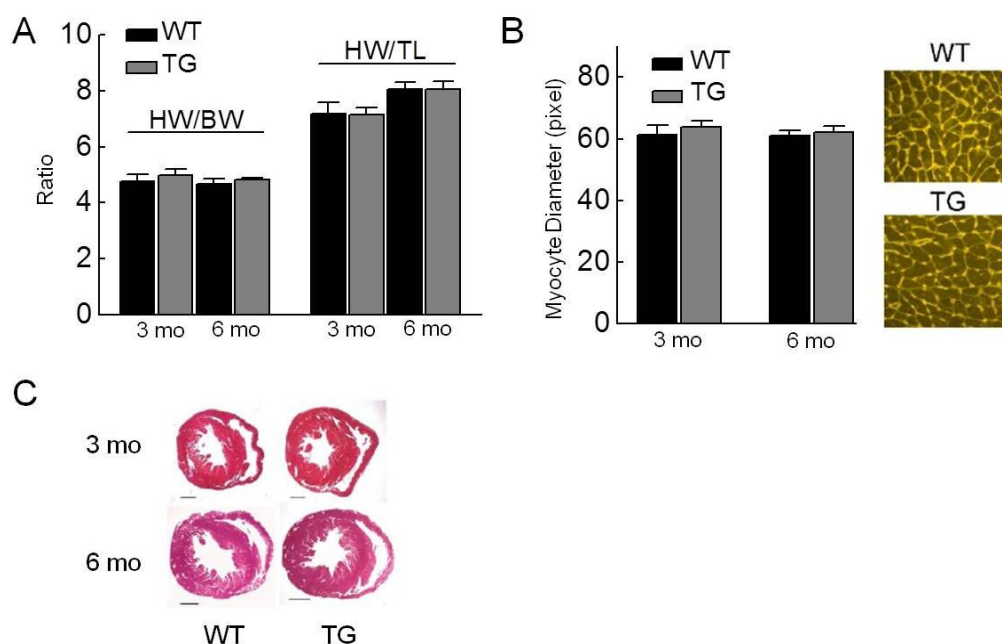 A
Ratio
10
8
6
4
2
0
WT
TG
HW/BW
HW/TL
3 mo 6 mo 3 mo 6 mo
B
Myocyte Diameter (pixel)
80
60
40
20
0
WT
TG
3 mo 6 mo
WT
TG
C
3 mo
6 mo
WT TG